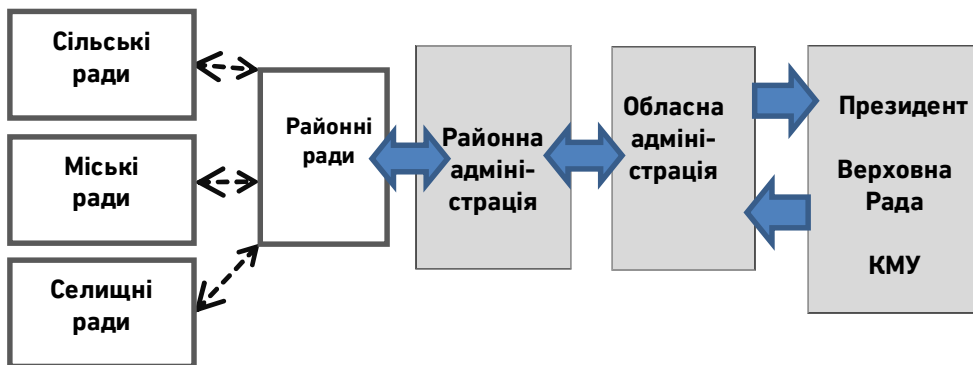 Сільські
ради
Міські
ради
Селищні
ради
Районні
ради
Районна
адміні-
страція
Обласна
адміні-
страція
Президент
Верховна
Рада
КМУ